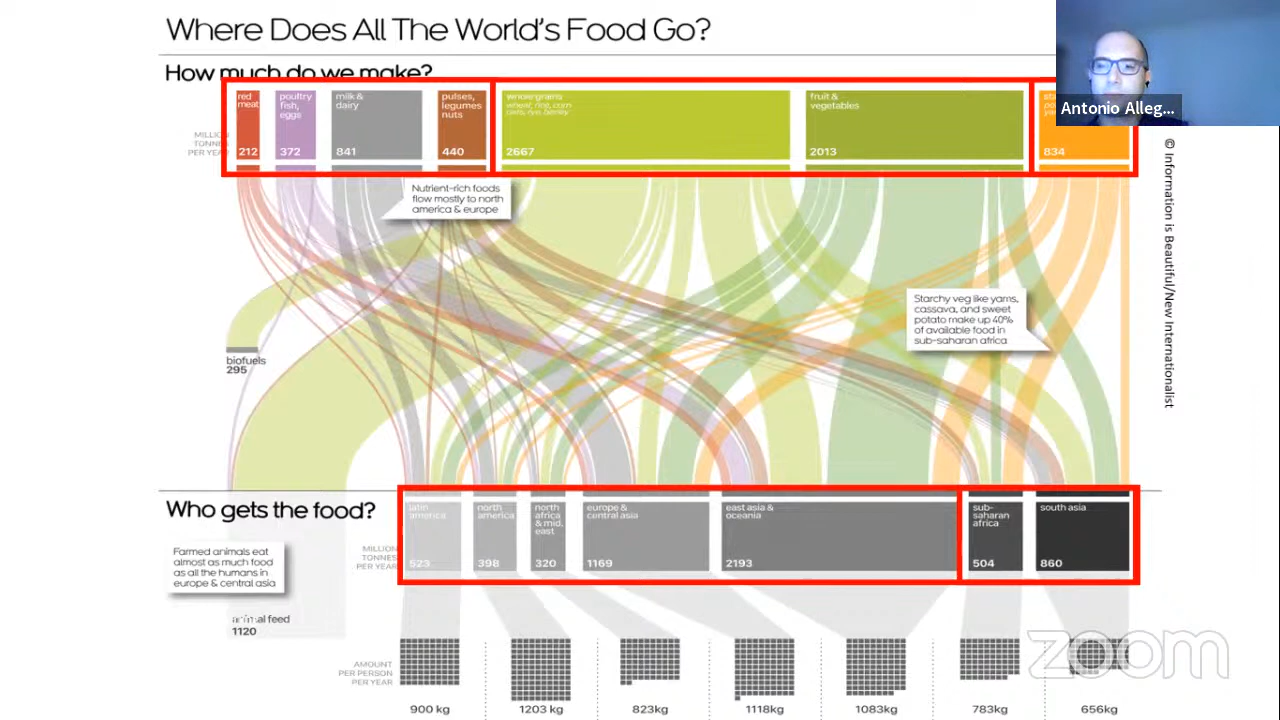 Where Does All The World's Food Go?
How much do we make?
Antonio Alleg...
MILLION
TONNES
PER YEAR
red
meat
212
poultry
fish,
eggs
372
milk &
dairy
841
pulses,
legumes
nuts
440
wholegrains
wheat, rice, corn
oats, rye, barley
2667
fruit &
vegetables
2013
834
© Information is Beautiful/New Internationalist
Nutrient-rich foods
flow mostly to north
america & europe
Starchy veg like yams,
cassava, and sweet
potato make up 40%
of available food in
sub-saharan africa
biofuels
295
Who gets the food?
Farmed animals eat
almost as much food
as all the humans in
europe & central asia
MILLION
TONNES
PER YEAR
latin
america
523
north
america
398
north
africa
& mid.
east
320
europe &
central asia
1169
east asia &
oceania
2193
sub-
saharan
africa
504
south asia
860
animal feed
1120
AMOUNT
PER PERSON
PER YEAR
900 kg
1203 kg
823kg
1118kg
1083kg
783kg
656kg
zoom